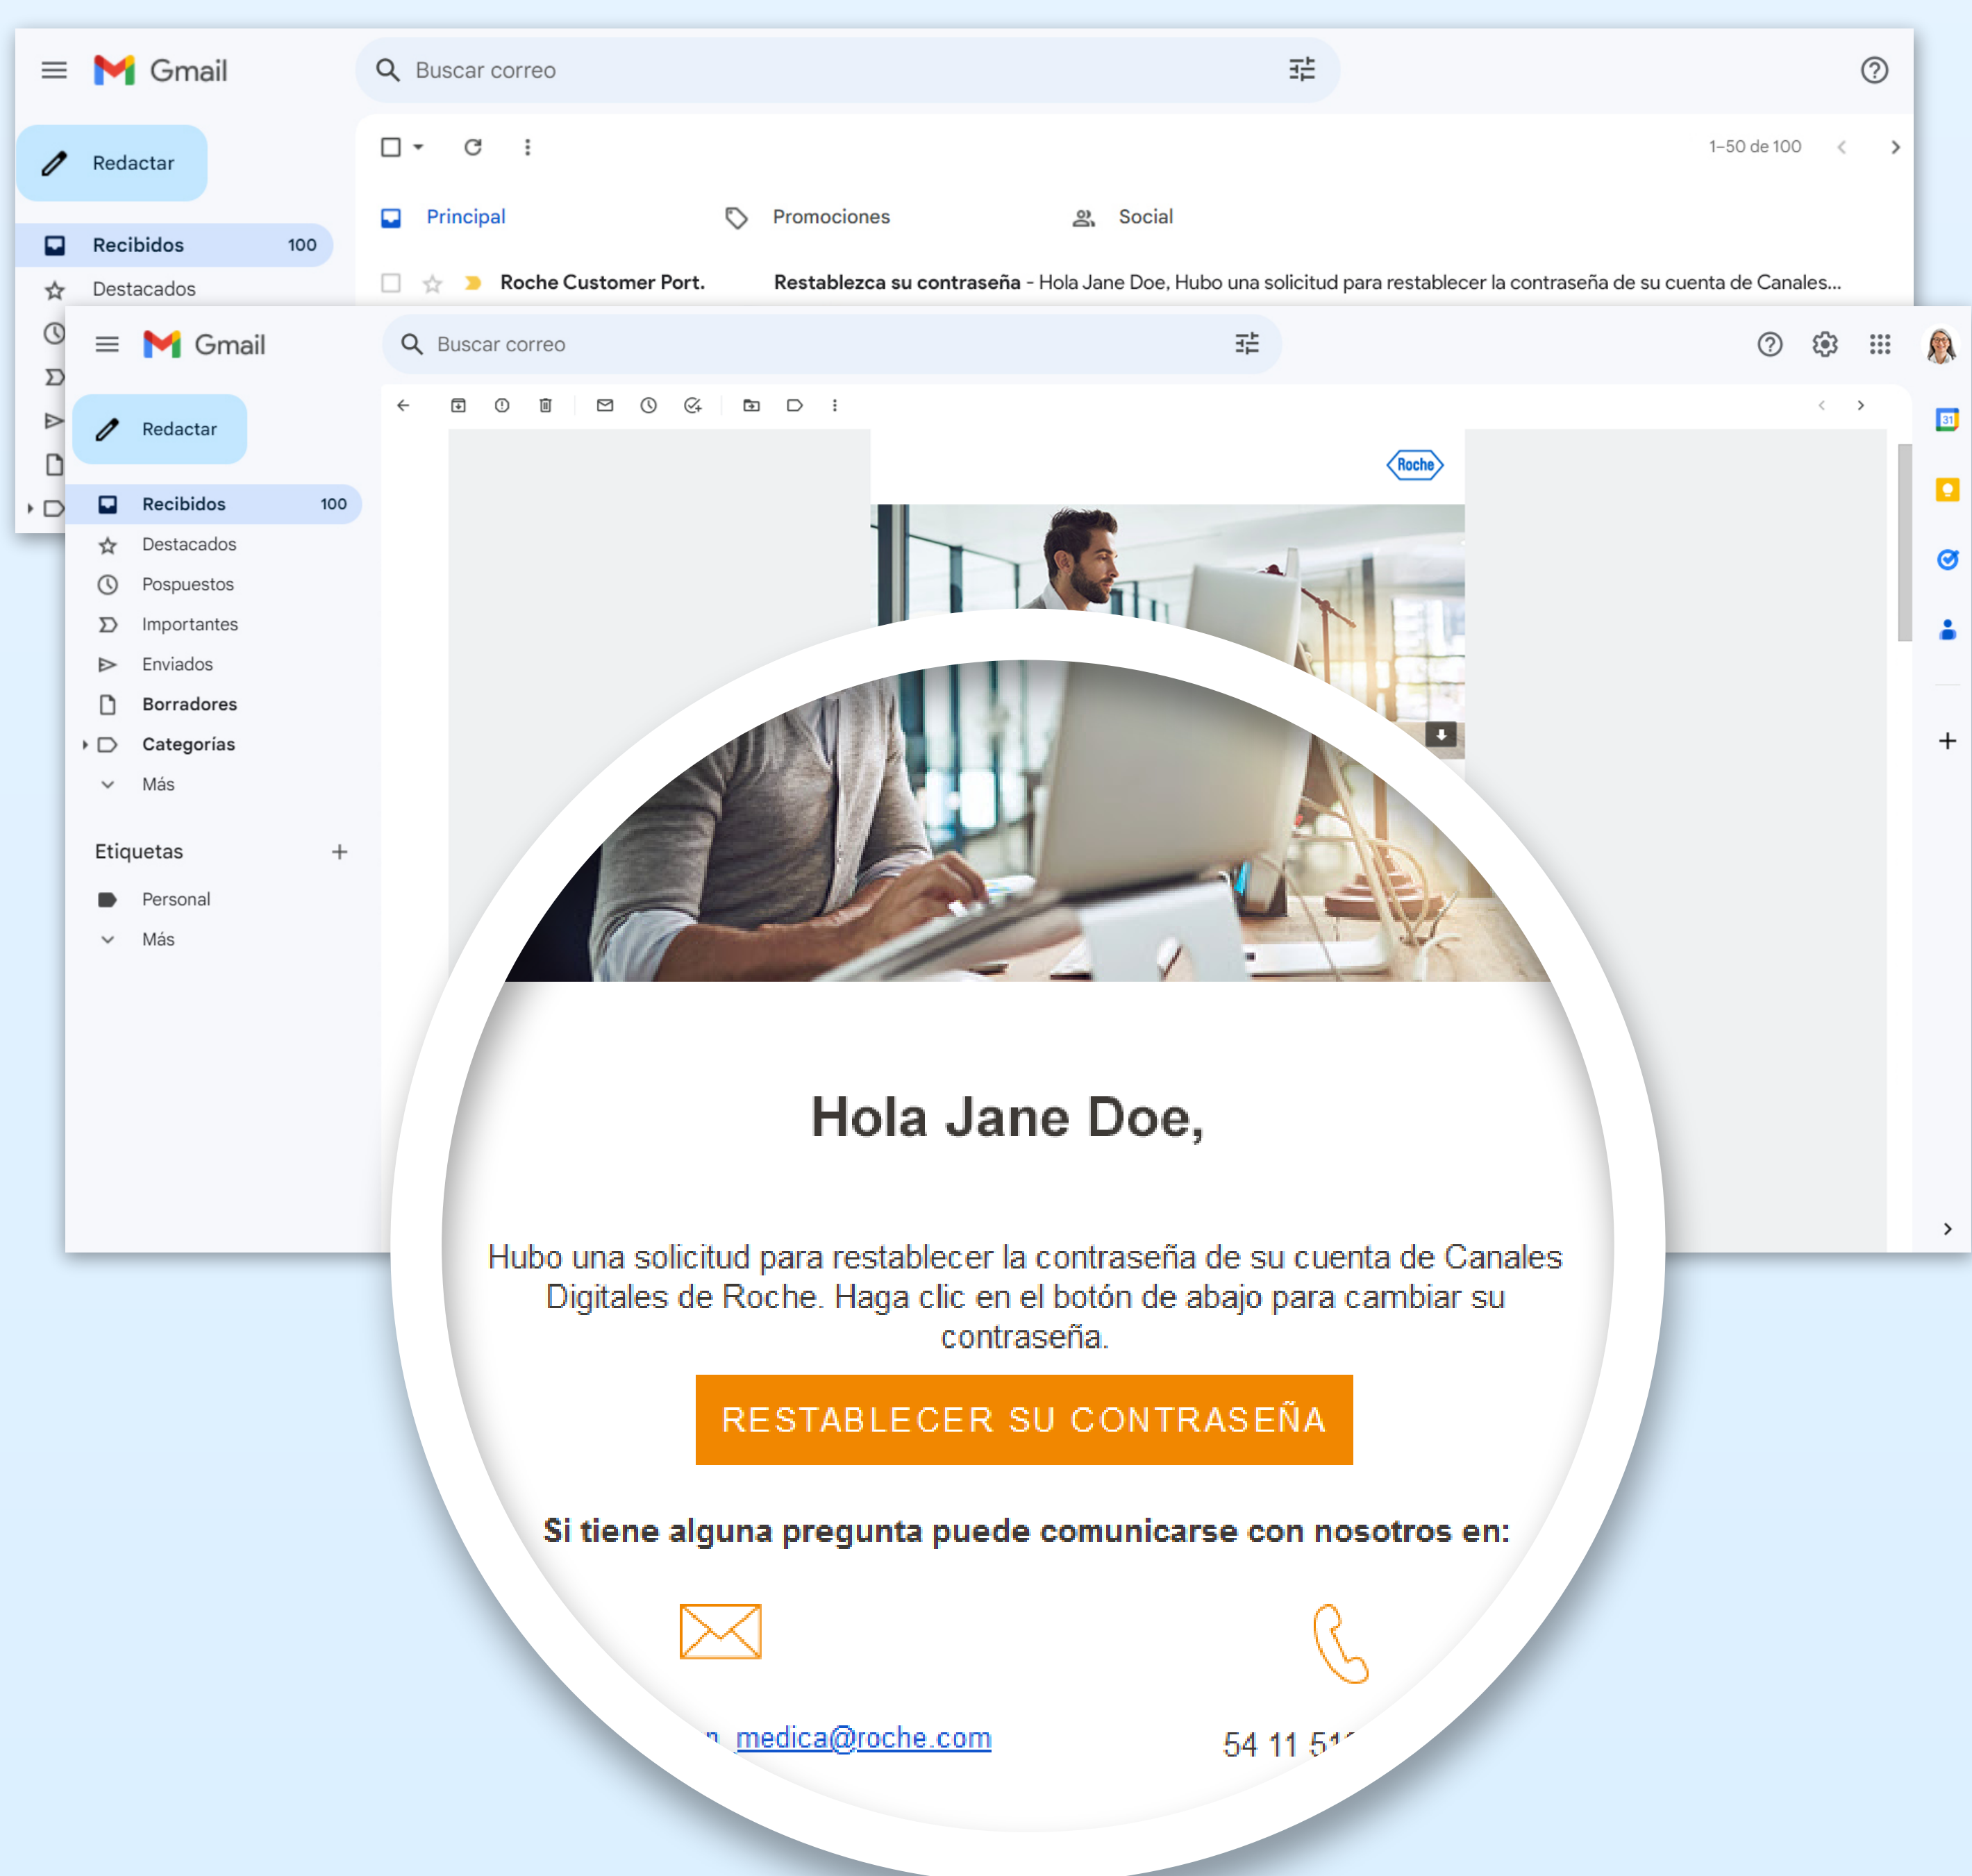 Gmail
Buscar correo
Redactar
1–50 de 100
Principal
Promociones
Social
Recibidos 100
Destacados
Roche Customer Port. Restablezca su contraseña - Hola Jane Doe, Hubo una solicitud para restablecer la contraseña de su cuenta de Canales...
Gmail
Buscar correo
Redactar
Recibidos 100
Destacados
Pospuestos
Importantes
Enviados
Borradores
Categorías
Más
Etiquetas
Personal
Más
31
Roche
Hola Jane Doe,
Hubo una solicitud para restablecer la contraseña de su cuenta de Canales
Digitales de Roche. Haga clic en el botón de abajo para cambiar su
contraseña.
RESTABLECER SU CONTRASEÑA
Si tiene alguna pregunta puede comunicarse con nosotros en:
medica@roche.com
54 11